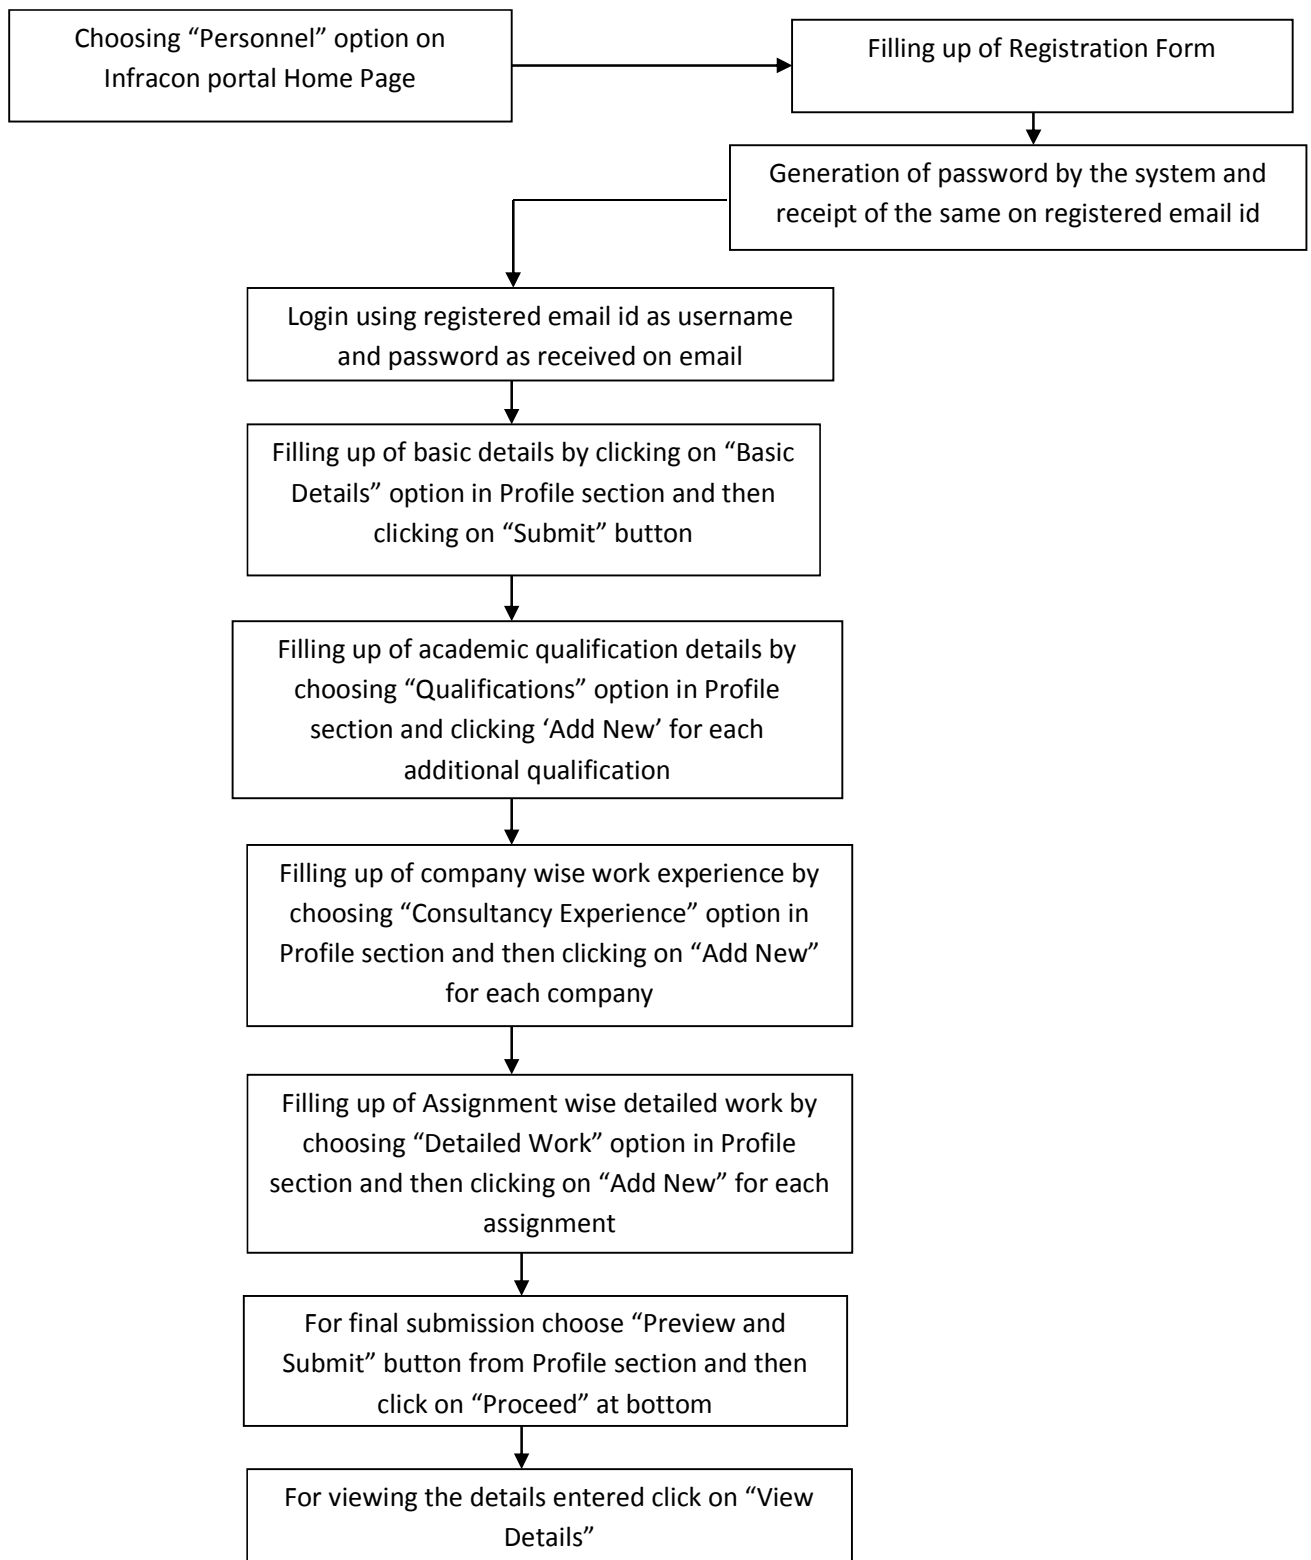 Choosing “Personnel” option on
Infracon portal Home Page
Filling up of Registration Form
Generation of password by the system and
receipt of the same on registered email id
Login using registered email id as username
and password as received on email
Filling up of basic details by clicking on “Basic
Details” option in Profile section and then
clicking on “Submit” button
Filling up of academic qualification details by
choosing “Qualifications” option in Profile
section and clicking ‘Add New’ for each
additional qualification
Filling up of company wise work experience by
choosing “Consultancy Experience” option in
Profile section and then clicking on “Add New”
for each company
Filling up of Assignment wise detailed work by
choosing “Detailed Work” option in Profile
section and then clicking on “Add New” for each
assignment
For final submission choose “Preview and
Submit” button from Profile section and then
click on “Proceed” at bottom
For viewing the details entered click on “View
Details”